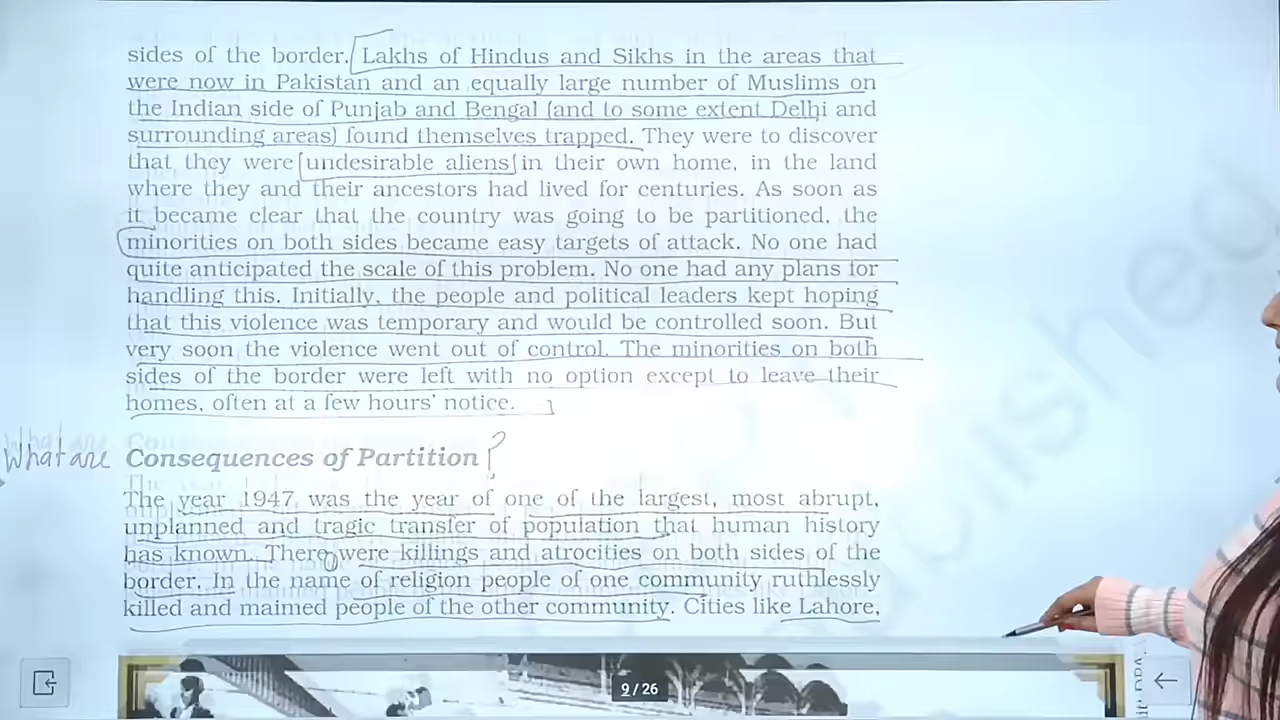 sides of the border. Lakhs of Hindus and Sikhs in the areas that
were now in Pakistan and an equally large number of Muslims on
the Indian side of Punjab and Bengal (and to some extent Delhi and
surrounding areas) found themselves trapped. They were to discover
that they were undesirable aliens in their own home, in the land
where they and their ancestors had lived for centuries. As soon as
it became clear that the country was going to be partitioned, the
minorities on both sides became easy targets of attack. No one had
quite anticipated the scale of this problem. No one had any plans for
handling this. Initially, the people and political leaders kept hoping
that this violence was temporary and would be controlled soon. But
very soon the violence went out of control. The minorities on both
sides of the border were left with no option except to leave their
homes, often at a few hours' notice.
What are Consequences of Partition ?
The year 1947 was the year of one of the largest, most abrupt,
unplanned and tragic transfer of population that human history
has known. There were killings and atrocities on both sides of the
border. In the name of religion people of one community ruthlessly
killed and maimed people of the other community. Cities like Lahore,
9 / 26